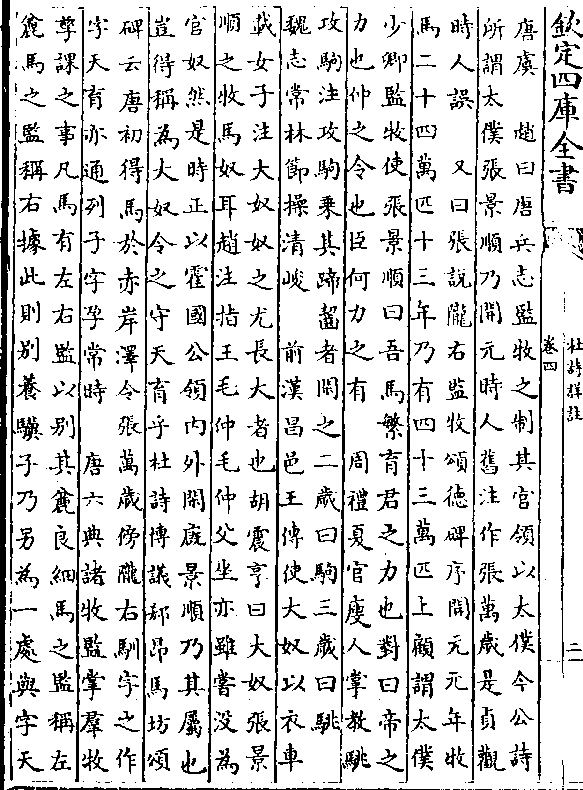 欽定四庫全書
杜詩詳註
卷四
二
唐虞　趙曰唐兵志監牧之制其官領以太僕今公詩
所謂太僕張景順乃開元時人舊注作張萬歲是貞觀
時人誤　又曰張説隴右監牧頌徳碑序開元元年收
馬二十四萬匹十三年乃有四十三萬匹上顧謂太僕
少卿監牧使張景順曰吾馬繁育君之力也對曰帝之
力也仲之令也臣何力之有　周禮夏官廋人掌教駣
攻駒注攻駒乗其蹄齧者閑之二歲曰駒三歲曰駣
魏志常林節操清峻　前漢昌邑王傳使大奴以衣車
載女子注大奴奴之尤長大者也胡震亨曰大奴張景
順之牧馬奴耳趙注指王毛仲毛仲父坐亦雖嘗没為
官奴然是時正以霍國公領内外閑廐景順乃其屬也
豈得稱為大奴令之守天育乎杜詩博議郄昂馬坊頌
碑云唐初得馬於赤岸澤令張萬歲傍隴右馴字之作
字天育亦通列子字孕常時　唐六典諸牧監掌羣牧
孳課之事凡馬有左右監以别其麄良細馬之監稱左
麄馬之監稱右據此則别養驥子乃另為一處與字天